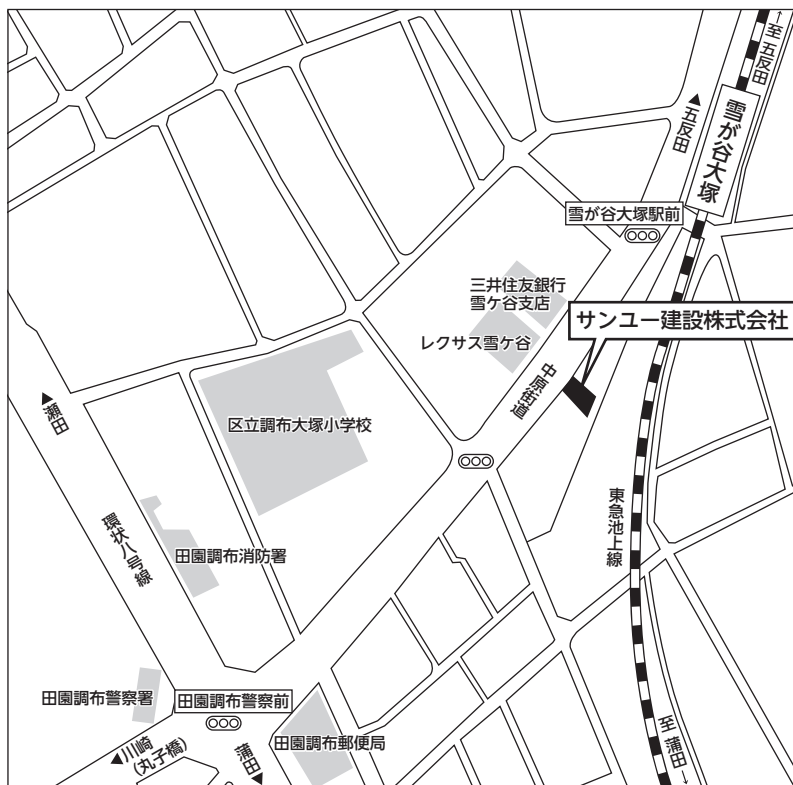 ←至 五反田
▲五反田
雪が谷大塚
雪が谷大塚駅前
三井住友銀行
雪ケ谷支店
サンユー建設株式会社
レクサス雪ケ谷
中原街道
▲瀬田
区立調布大塚小学校
東急池上線
環状八号線
田園調布消防署
田園調布警察署
田園調布警察前
田園調布郵便局
▲川崎
(丸子橋)
蒲田▼
至 蒲田→